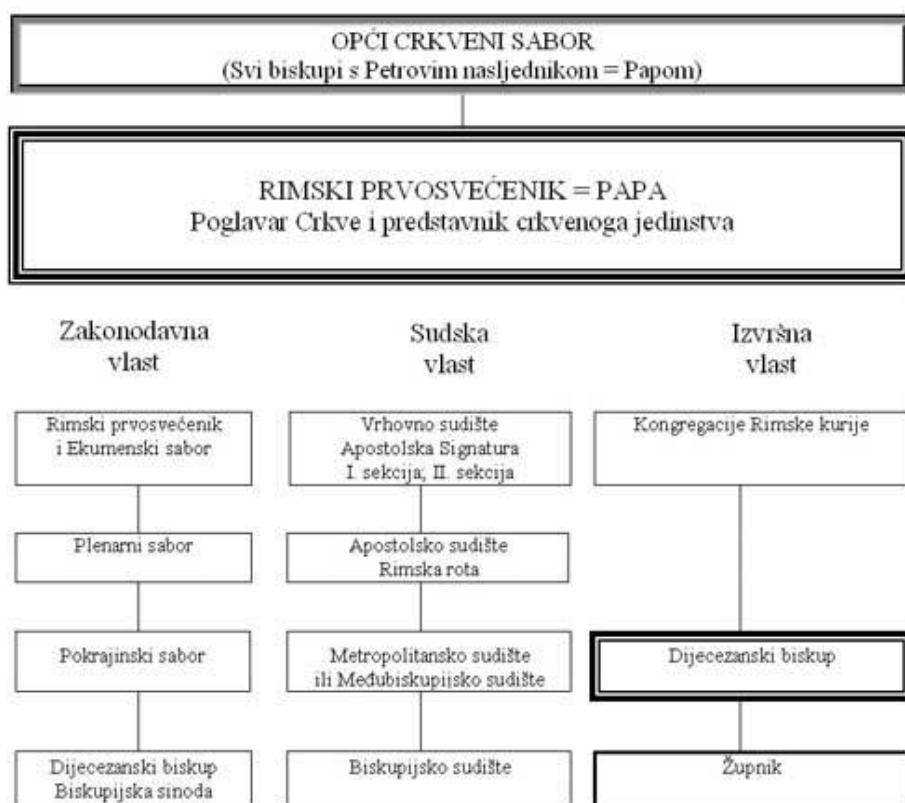 OPĆI CRKVENI SABOR
(Svi biskupi s Petrovim nasljednikom = Papom)
RIMSKI PRVOSVEĆENIK = PAPA
Poglavar Crkve i predstavnik crkvenoga jedinstva
Zakonodavna
vlast
Rimski prvosvećenik
i Ekumenski sabor
Plenarni sabor
Pokrajinski sabor
Dijecezanski biskup
Biskupijska sinoda
Sudska
vlast
Vrhovno sudište
Apostolska Signatura
I. sekcija; II. sekcija
Apostolsko sudište
Rimska rota
Metropolitansko sudište
ili Međubiskupijsko sudište
Biskupijsko sudište
Izvršna
vlast
Kongregacije Rimske kurije
Dijecezanski biskup
Župnik